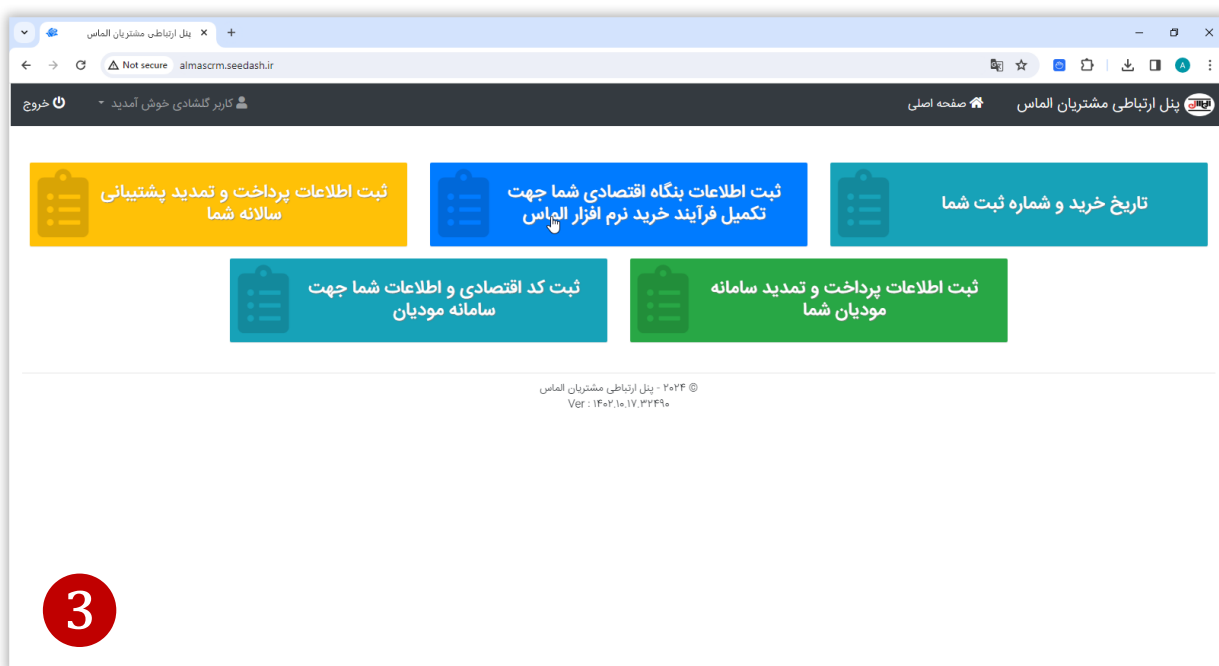 پنل ارتباطی مشتریان الماس
Not secure almascrm.seedash.ir
A
پنل ارتباطی مشتریان الماس
صفحه اصلی
کاربر گلشادی خوش آمدید
خروج
تاریخ خرید و شماره ثبت شما
ثبت اطلاعات بنگاه اقتصادی شما جهت
تکمیل فرآیند خرید نرم افزار الماس
ثبت اطلاعات پرداخت و تمدید پشتیبانی
سالانه شما
ثبت اطلاعات پرداخت و تمدید سامانه
مودیان شما
ثبت کد اقتصادی و اطلاعات شما جهت
سامانه مودیان
© ۲۰۲۴ - پنل ارتباطی مشتریان الماس
Ver : ۱۴۰۲.۱۰.۱۷.۳۲۴۹۰
3